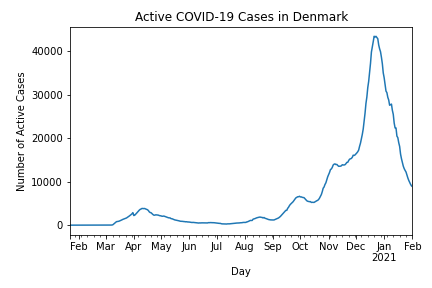 Active COVID-19 Cases in Denmark
Number of Active Cases
40000
30000
20000
10000
0
Feb Mar Apr May Jun Jul Aug Sep Oct Nov Dec Jan Feb
2021
Day